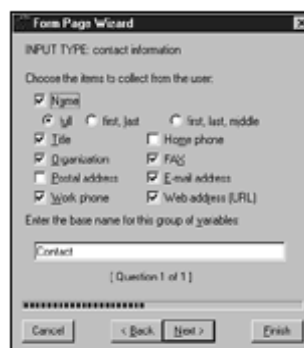 Form Page Wizard
INPUT TYPE: contact information
Choose the items to collect from the user:
Name
full first, last first, last, middle
Title Home phone
Organization FAX
Postal address E-mail address
Work phone Web address (URL)
Enter the base name for this group of variables
Contact
[ Question 1 of 1 ]
Cancel < Back Next > Finish